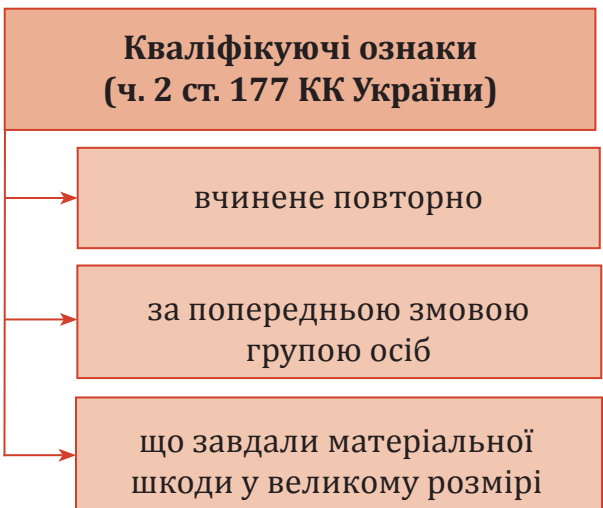 Кваліфікуючі ознаки
(ч. 2 ст. 177 КК України)
вчинене повторно
за попередньою змовою
групою осіб
що завдали матеріальної
шкоди у великому розмірі